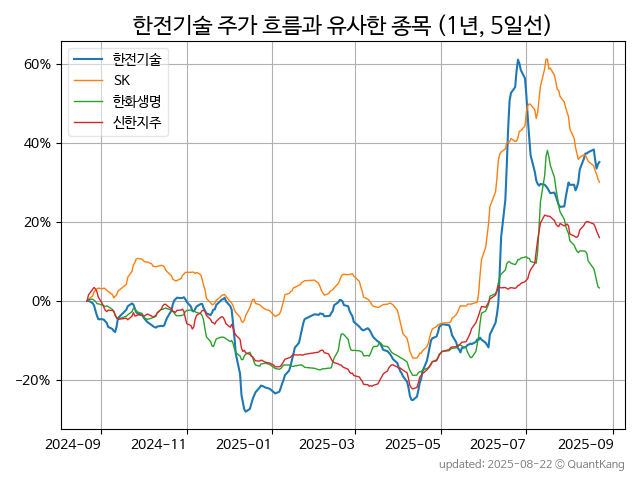 한전기술 주가 흐름과 유사한 종목 (1년, 5일선)
한전기술
SK
한화생명
신한지주
60%
40%
20%
0%
−20%
2024-09 2024-11 2025-01 2025-03 2025-05 2025-07 2025-09
updated: 2025-08-22 © QuantKang